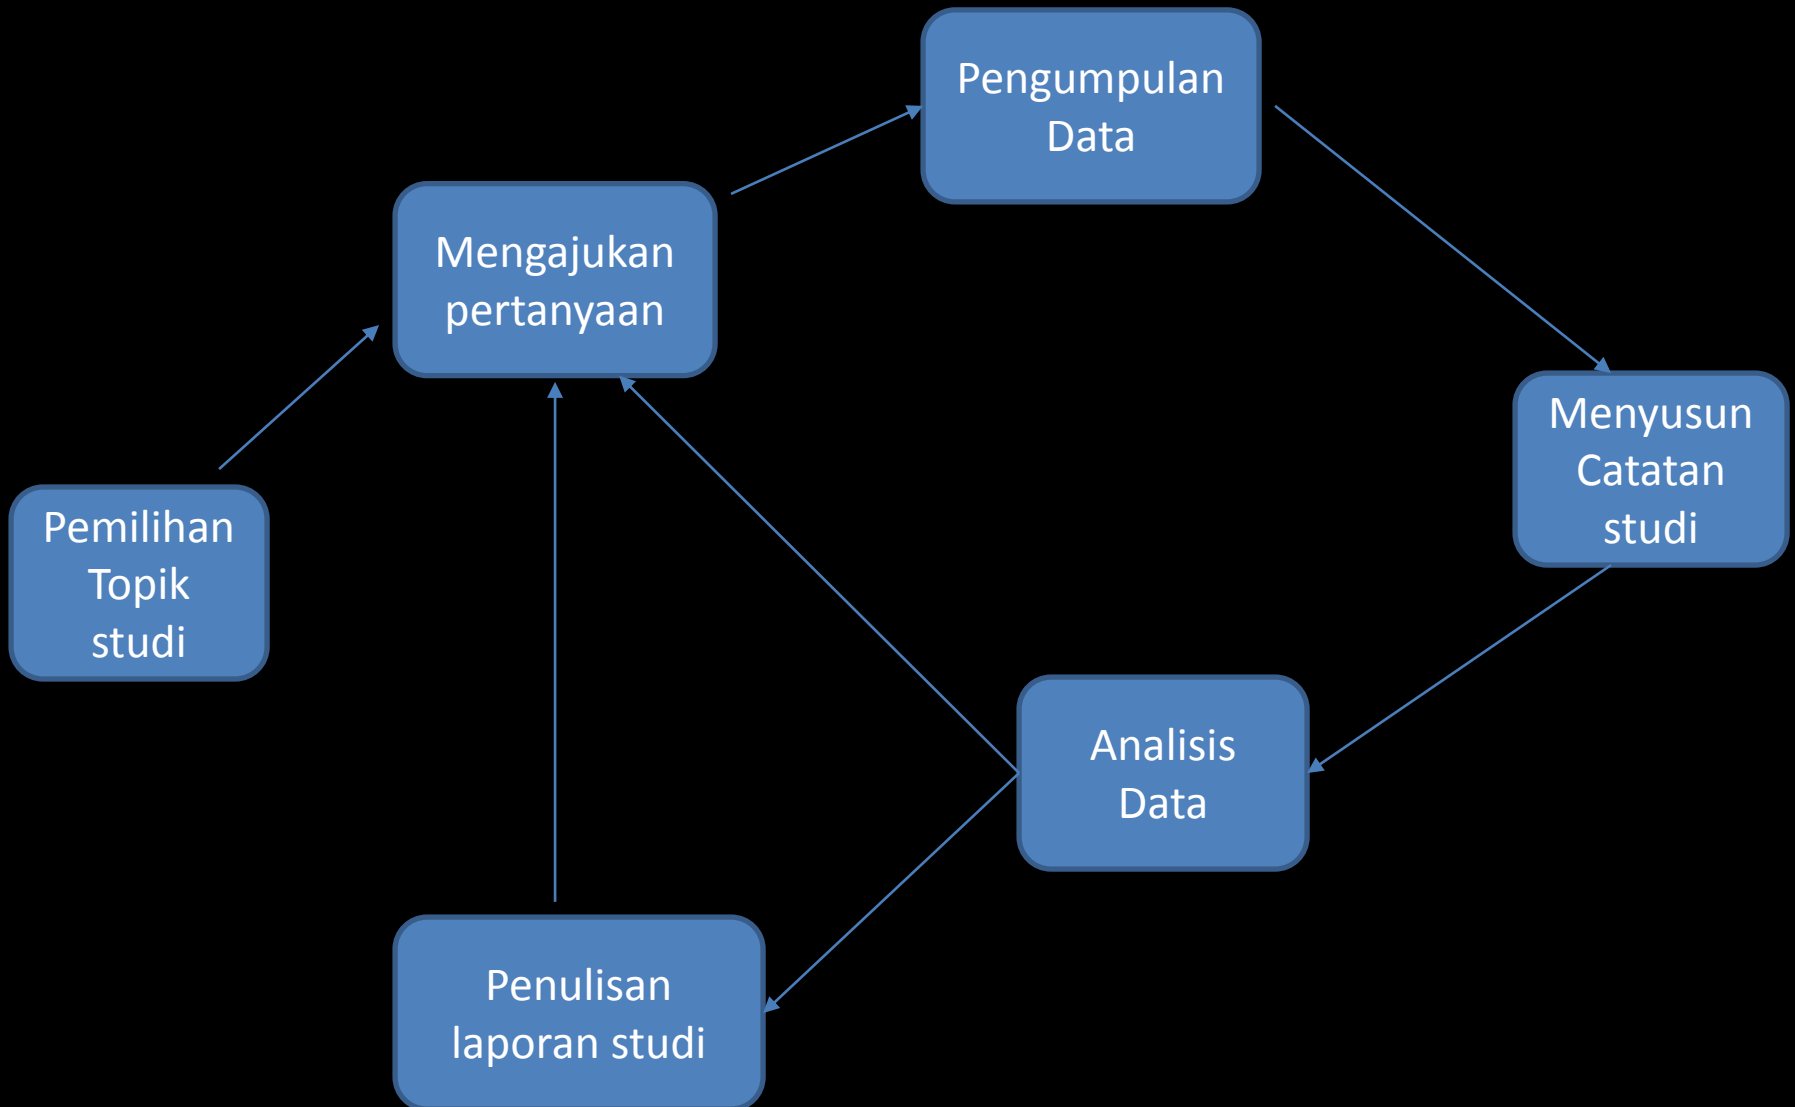 Pengumpulan
Data
Mengajukan
pertanyaan
Menyusun
Catatan
studi
Pemilihan
Topik
studi
Analisis
Data
Penulisan
laporan studi